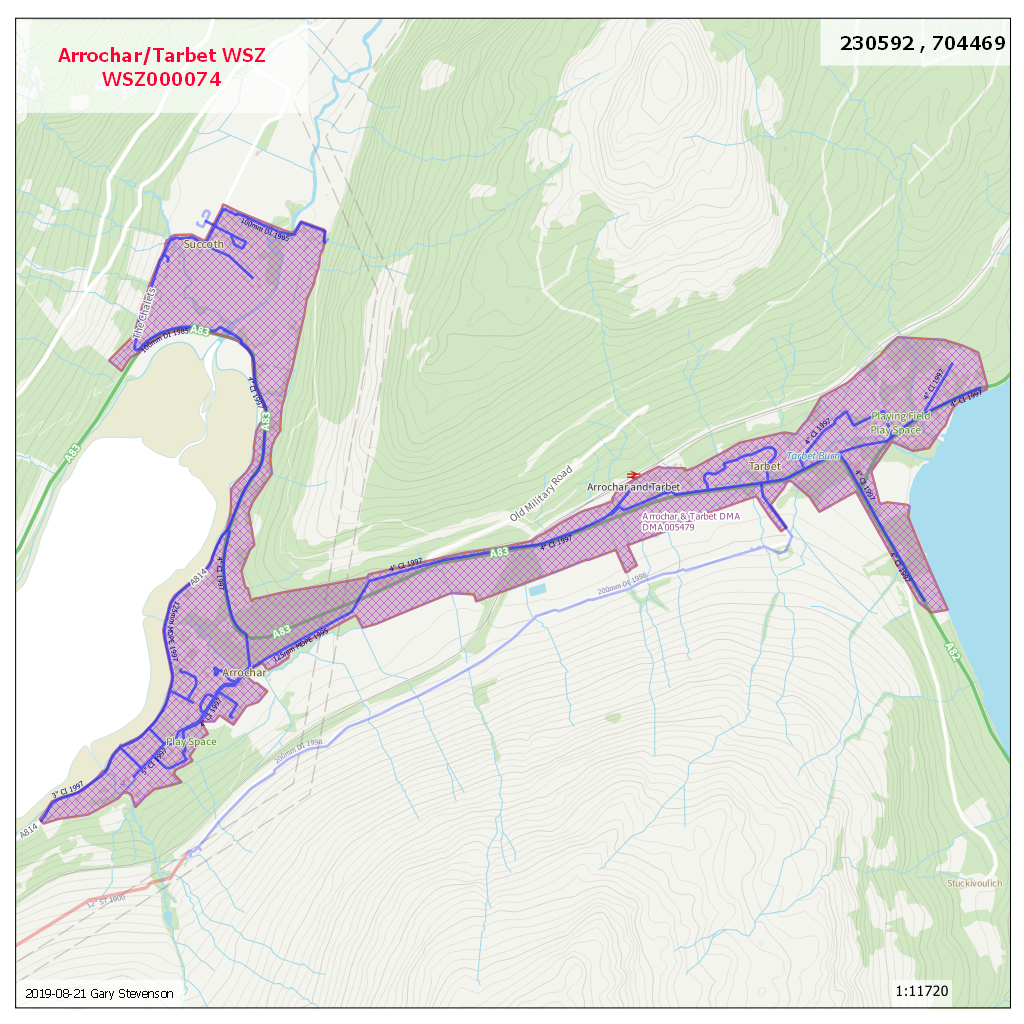 Arrochar/Tarbet WSZ
WSZ000074
230592 , 704469
100mm DI 1985
Succoth
The Chalets
A83
100mm DI 1985
4" CI 1997
A83
A83
4" CI 1997
Playing Field
Play Space
4" CI 1997
4" CI 1997
Tarbet Burn
Tarbet
Arrochar and Tarbet
Old Military Road
4" CI 1997
Arrochar & Tarbet DMA
DMA005479
4" CI 1997
A83
4" CI 1997
4" CI 1997
A814
4" CI 1997
200mm DI 1998
125mm MDPE 1997
A83
125mm MDPE 1995
A82
Arrochar
4" CI 1997
Play Space
200mm DI 1998
3" CI 1997
3" CI 1997
A814
12" ST 1906
Stuckivoulich
2019-08-21 Gary Stevenson
1:11720